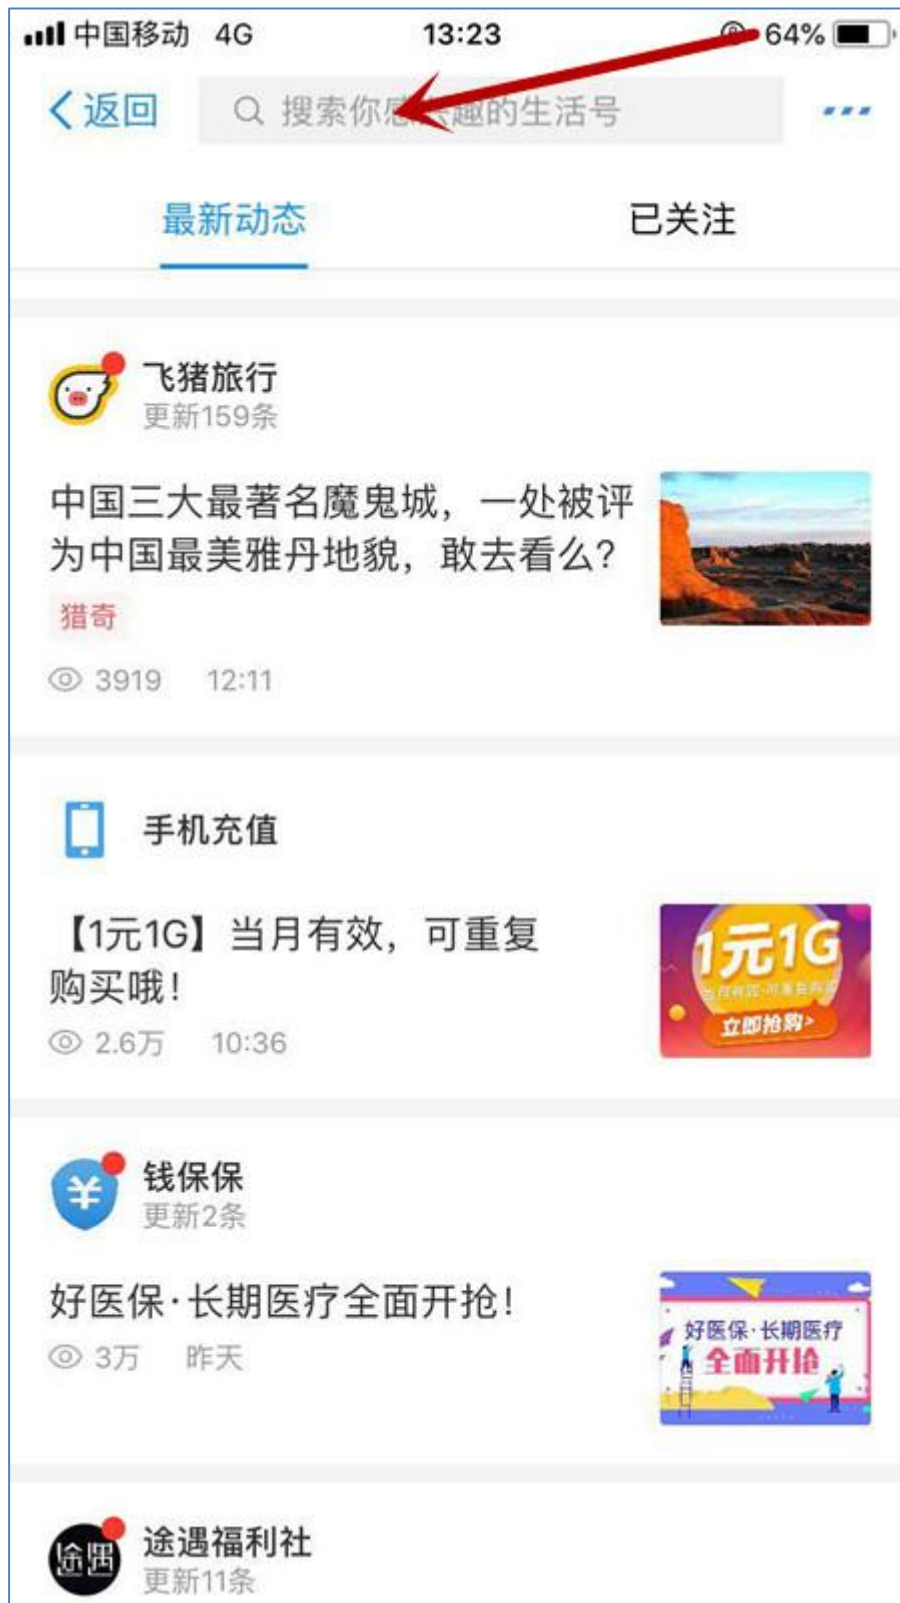 中国移动 4G 13:23 64%
返回 搜索你感兴趣的生活号
最新动态 已关注
飞猪旅行
更新159条
中国三大最著名魔鬼城，一处被评
为中国最美雅丹地貌，敢去看么？
猎奇
3919 12:11
手机充值
【1元1G】当月有效，可重复
购买哦！
2.6万 10:36
1元1G
立即抢购>
钱保保
更新2条
好医保·长期医疗全面开抢！
3万 昨天
好医保·长期医疗
全面开抢
途遇
途遇福利社
更新11条